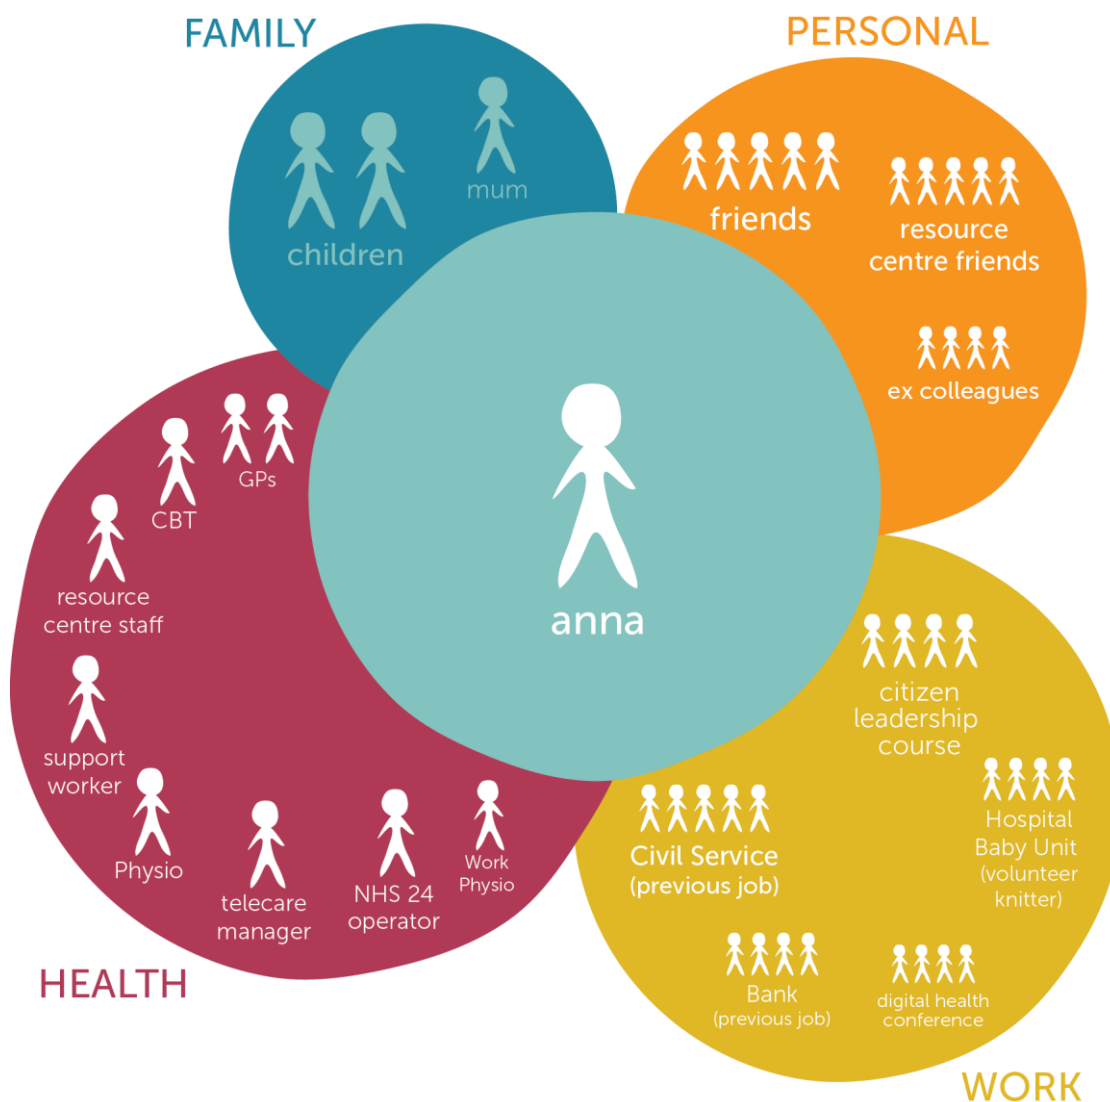 FAMILY
children
mum
PERSONAL
friends
resource
centre friends
ex colleagues
anna
GPs
CBT
resource
centre staff
support
worker
Physio
telecare
manager
NHS 24
operator
Work
Physio
HEALTH
citizen
leadership
course
Hospital
Baby Unit
(volunteer
knitter)
Civil Service
(previous job)
Bank
(previous job)
digital health
conference
WORK